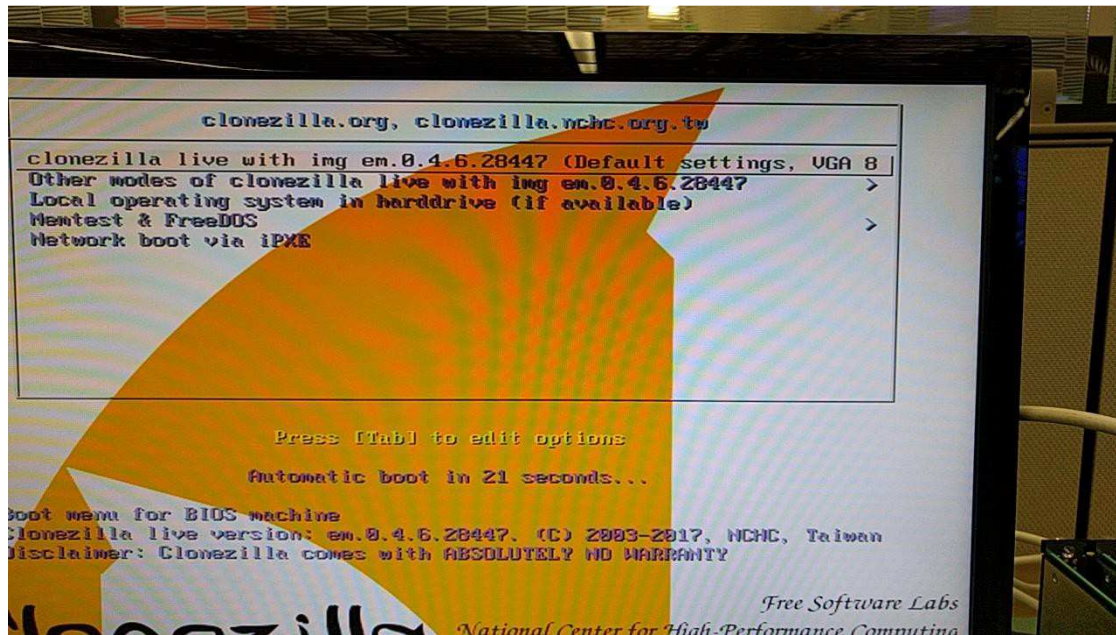 clonezilla.org, clonezilla.nchc.org.tw
clonezilla live with img em.0.4.6.28447 (Default settings, VGA 8
Other modes of clonezilla live with img em.0.4.6.28447 >
Local operating system in harddrive (if available)
Memtest & FreeDOS >
Network boot via iPXE
Press [Tab] to edit options
Automatic boot in 21 seconds...
Boot menu for BIOS machine
Clonezilla live version: em.0.4.6.28447. (C) 2003-2017, NCHC, Taiwan
Disclaimer: Clonezilla comes with ABSOLUTELY NO WARRANTY
Free Software Labs
Clonezilla National Center for High-Performance Computing